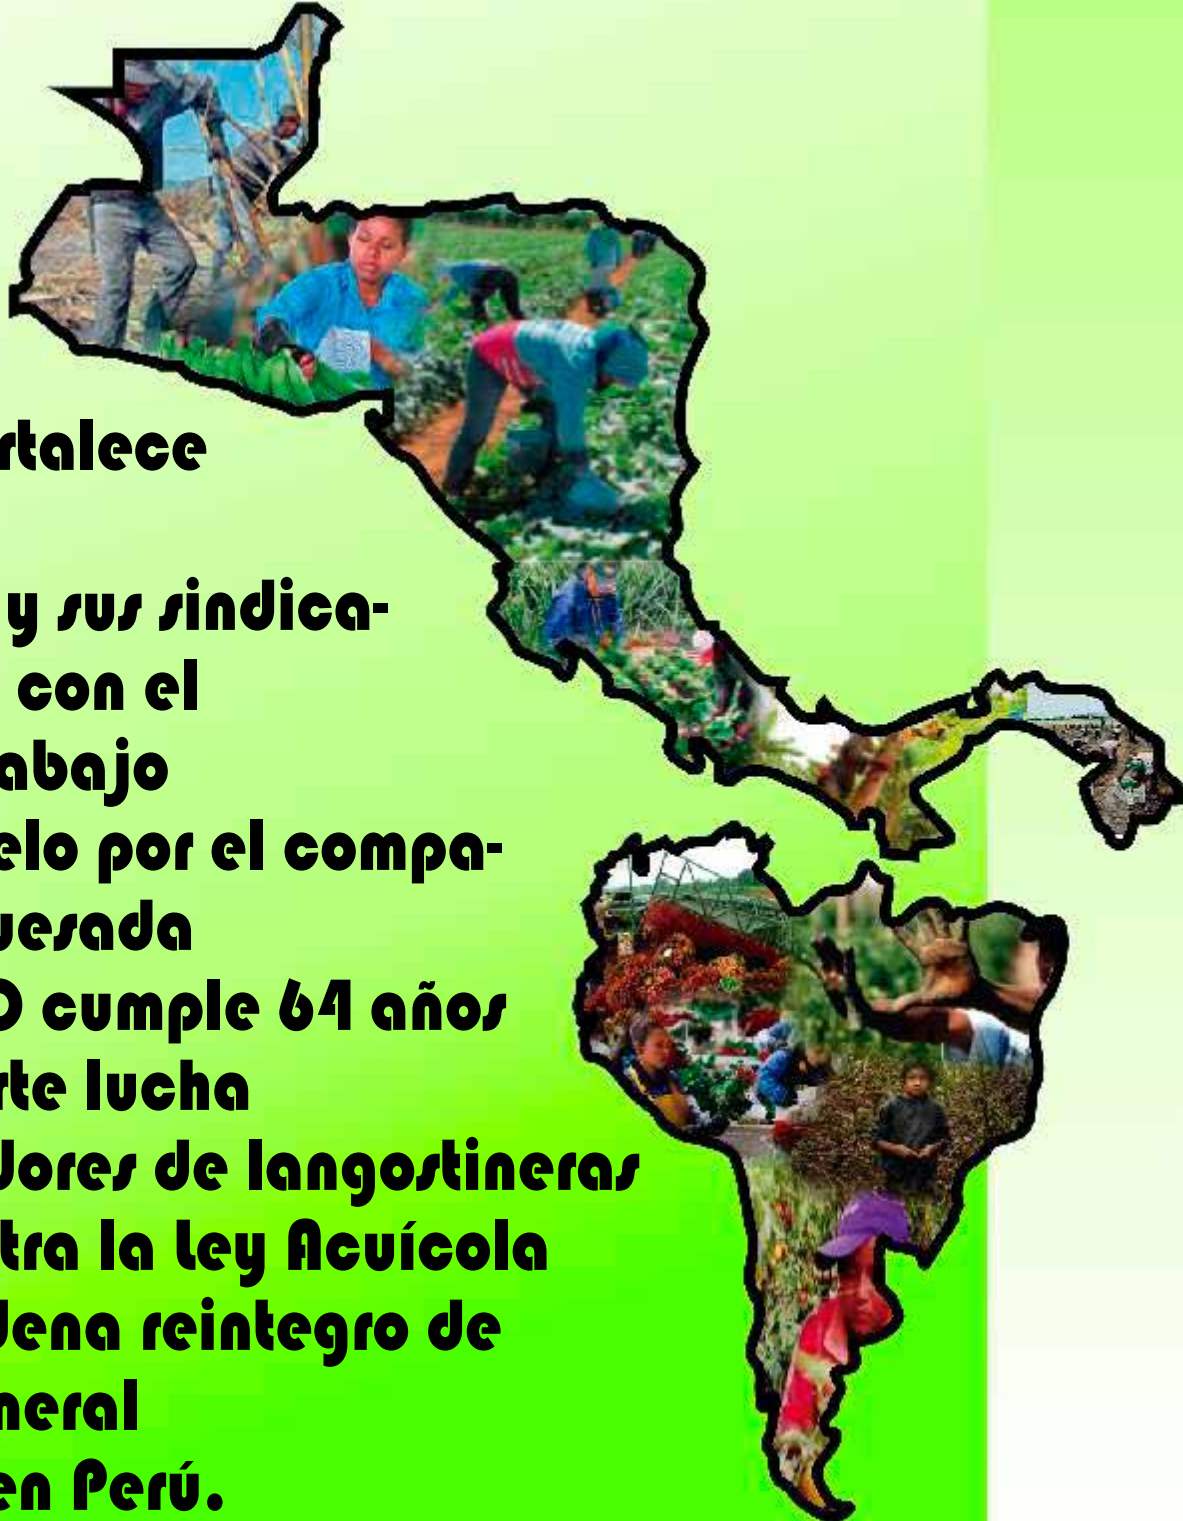 rtalece
y sus sindica-
con el
abajo
elo por el compa-
uesada
O cumple 64 años
rte lucha
dores de langostineras
tra la Ley Acuícola
dena reintegro de
neral
en Perú.